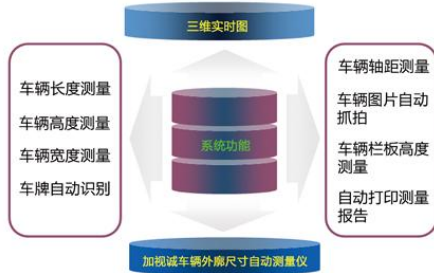 三维实时图
车辆长度测量
车辆高度测量
车辆宽度测量
车牌自动识别
系统功能
车辆轴距测量
车辆图片自动
抓拍
车辆栏板高度
测量
自动打印测量
报告
加视诚车辆外廓尺寸自动测量仪